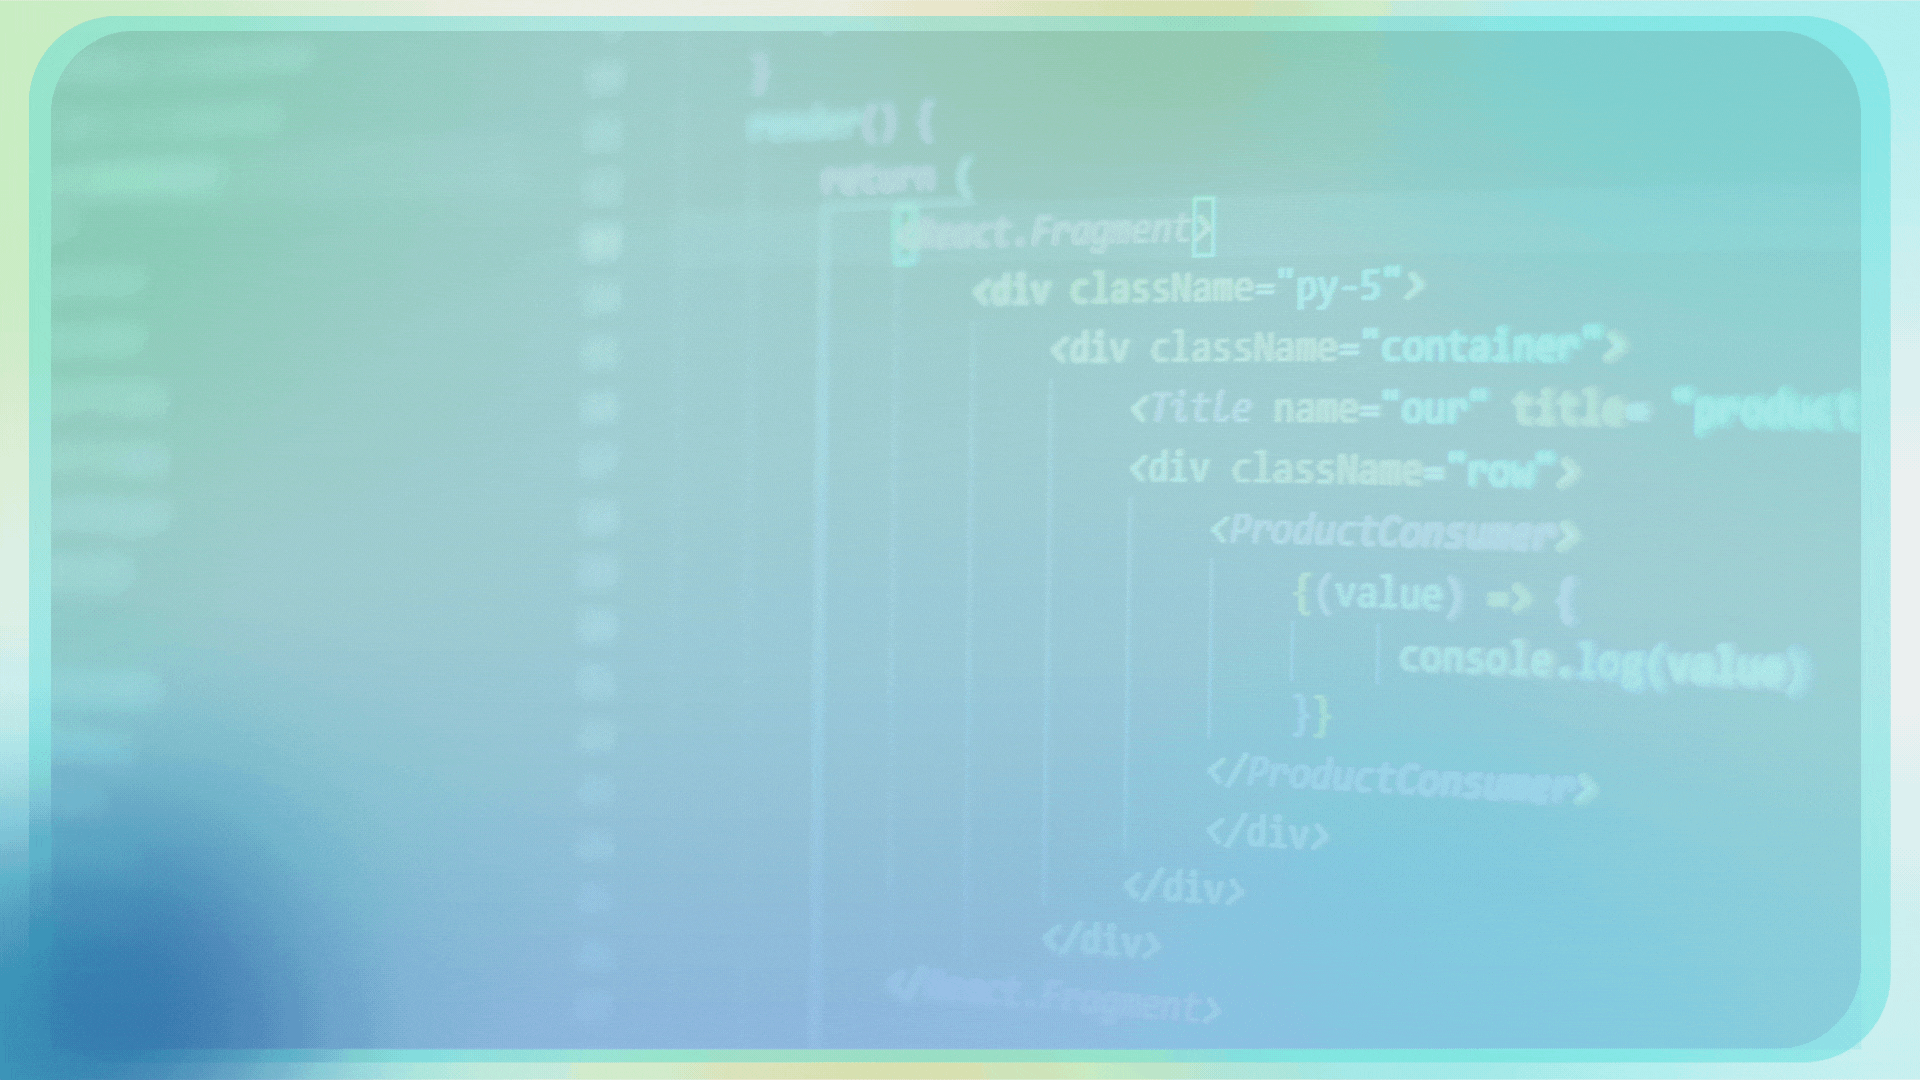 }
render() {
return (
<React.Fragment>
<div className="py-5">
<div className="container">
<Title name="our" title= "product
<div className="row">
<ProductConsumer>
{(value) => {
console.log(value)
}}
</ProductConsumer>
</div>
</div>
</div>
</React.Fragment>